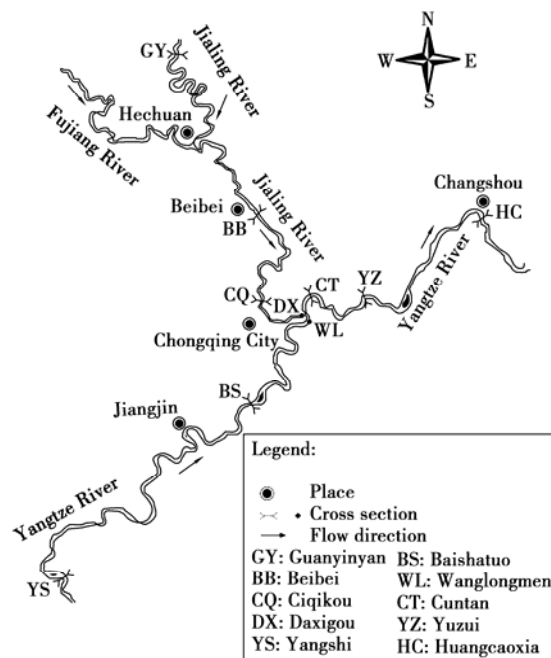 N
W E
S
GY
Jialing River
Hechuan
Fujiang River
Jialing River
Beibei
BB
Changshou
HC
CT
YZ
CQ
DX
WL
Yangtze River
Chongqing City
BS
Jiangjin
Yangtze River
YS
Legend:
Place
Cross section
Flow direction
GY: Guanyinyan BS: Baishatuo
BB: Beibei WL: Wanglongmen
CQ: Ciqikou CT: Cuntan
DX: Daxigou YZ: Yuzui
YS: Yangshi HC: Huangcaoxia